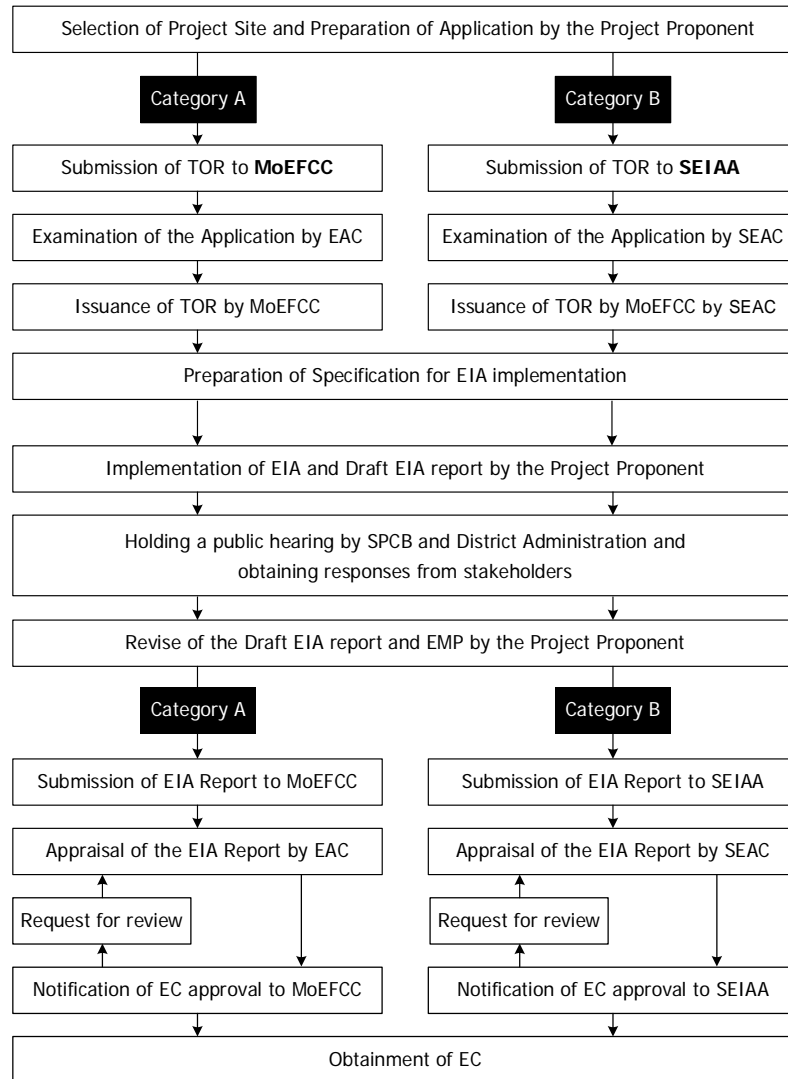 Selection of Project Site and Preparation of Application by the Project Proponent
Category A
Category B
Submission of TOR to MoEFCC
Submission of TOR to SEIAA
Examination of the Application by EAC
Examination of the Application by SEAC
Issuance of TOR by MoEFCC
Issuance of TOR by MoEFCC by SEAC
Preparation of Specification for EIA implementation
Implementation of EIA and Draft EIA report by the Project Proponent
Holding a public hearing by SPCB and District Administration and
obtaining responses from stakeholders
Revise of the Draft EIA report and EMP by the Project Proponent
Category A
Category B
Submission of EIA Report to MoEFCC
Submission of EIA Report to SEIAA
Appraisal of the EIA Report by EAC
Appraisal of the EIA Report by SEAC
Request for review
Request for review
Notification of EC approval to MoEFCC
Notification of EC approval to SEIAA
Obtainment of EC